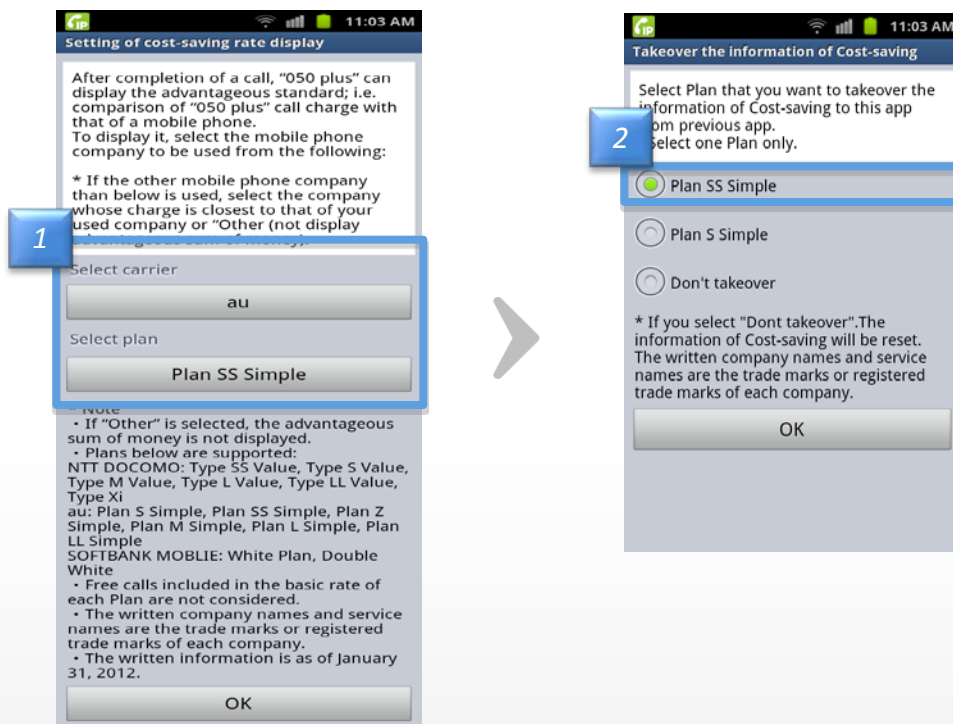 iP 11:03 AM
Setting of cost-saving rate display
After completion of a call, “050 plus” can
display the advantageous standard; i.e.
comparison of “050 plus” call charge with
that of a mobile phone.
To display it, select the mobile phone
company to be used from the following:
* If the other mobile phone company
than below is used, select the company
whose charge is closest to that of your
used company or “Other (not display
1
Select carrier
au
Select plan
Plan SS Simple
* Note
・If “Other” is selected, the advantageous
sum of money is not displayed.
・Plans below are supported:
NTT DOCOMO: Type SS Value, Type S Value,
Type M Value, Type L Value, Type LL Value,
Type Xi
au: Plan S Simple, Plan SS Simple, Plan Z
Simple, Plan M Simple, Plan L Simple, Plan
LL Simple
SOFTBANK MOBLIE: White Plan, Double
White
・Free calls included in the basic rate of
each Plan are not considered.
・The written company names and service
names are the trade marks or registered
trade marks of each company.
・The written information is as of January
31, 2012.
OK
iP 11:03 AM
Takeover the information of Cost-saving
Select Plan that you want to takeover the
information of Cost-saving to this app
om previous app.
2
Select one Plan only.
Plan SS Simple
Plan S Simple
Don't takeover
* If you select "Dont takeover".The
information of Cost-saving will be reset.
The written company names and service
names are the trade marks or registered
trade marks of each company.
OK